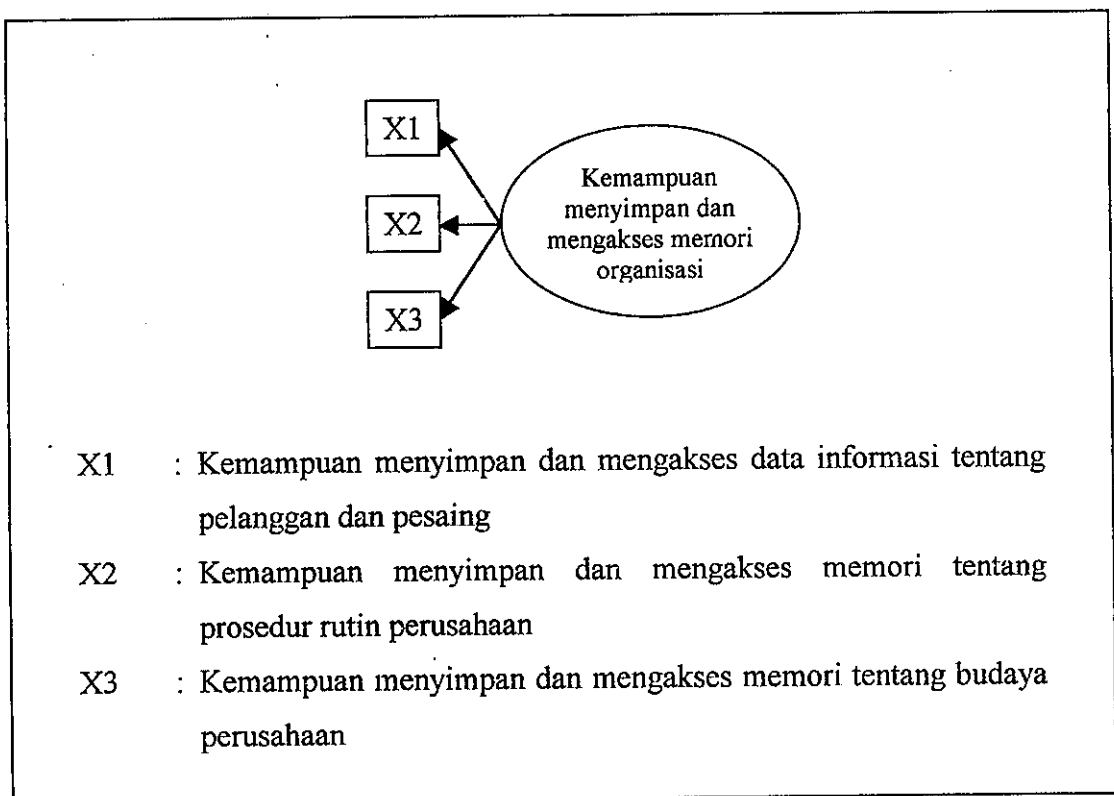 X1
X2
X3
Kemampuan
menyimpan dan
mengakses memori
organisasi
X1 : Kemampuan menyimpan dan mengakses data informasi tentang
pelanggan dan pesaing
X2 : Kemampuan menyimpan dan mengakses memori tentang
prosedur rutin perusahaan
X3 : Kemampuan menyimpan dan mengakses memori tentang budaya
perusahaan